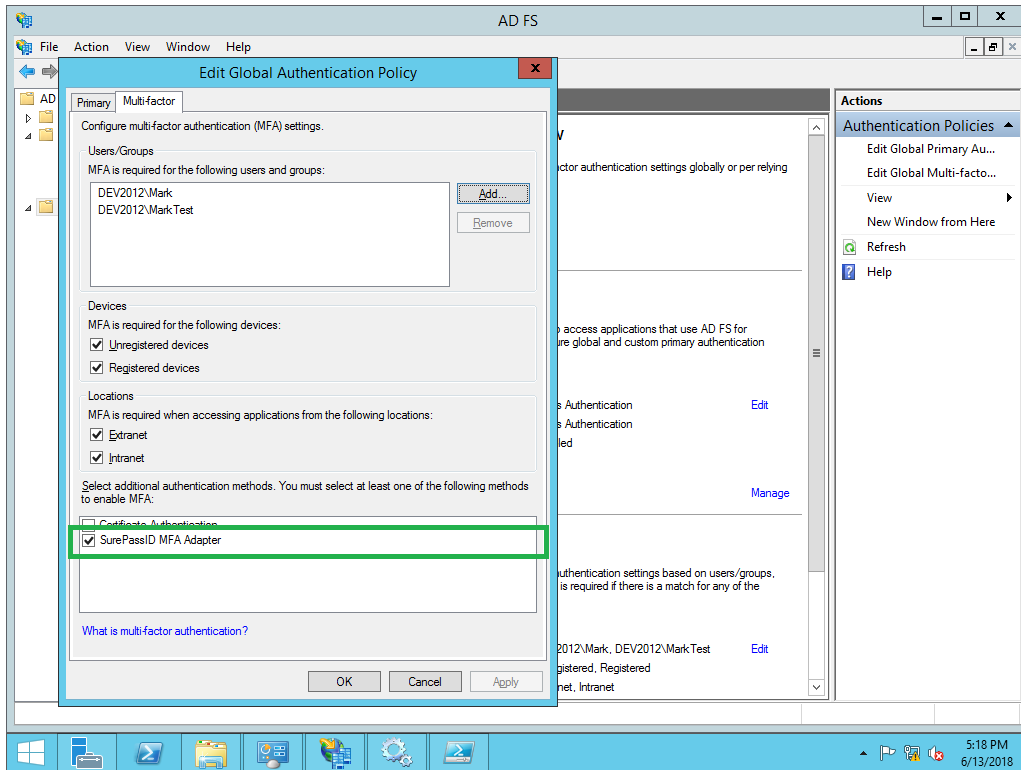 AD FS
File Action View Window Help
Edit Global Authentication Policy
x
AD
Primary
Multi-factor
Configure multi-factor authentication (MFA) settings.
Users/Groups
MFA is required for the following users and groups:
DEV2012\Mark
DEV2012\MarkTest
Add...
Remove
Devices
MFA is required for the following devices:
Unregistered devices
Registered devices
Locations
MFA is required when accessing applications from the following locations:
Extranet
Intranet
Select additional authentication methods. You must select at least one of the following methods
to enable MFA:
Certificate Authentication
SurePassID MFA Adapter
What is multi-factor authentication?
OK
Cancel
Apply
ctor authentication settings globally or per relying
access applications that use AD FS for
ure global and custom primary authentication
s Authentication
Edit
s Authentication
led
Manage
uthentication settings based on users/groups,
is required if there is a match for any of the
2012\Mark, DEV2012\MarkTest
Edit
gistered, Registered
net, Intranet
Actions
Authentication Policies
Edit Global Primary Au...
Edit Global Multi-facto...
View
New Window from Here
Refresh
Help
5:18 PM
6/13/2018